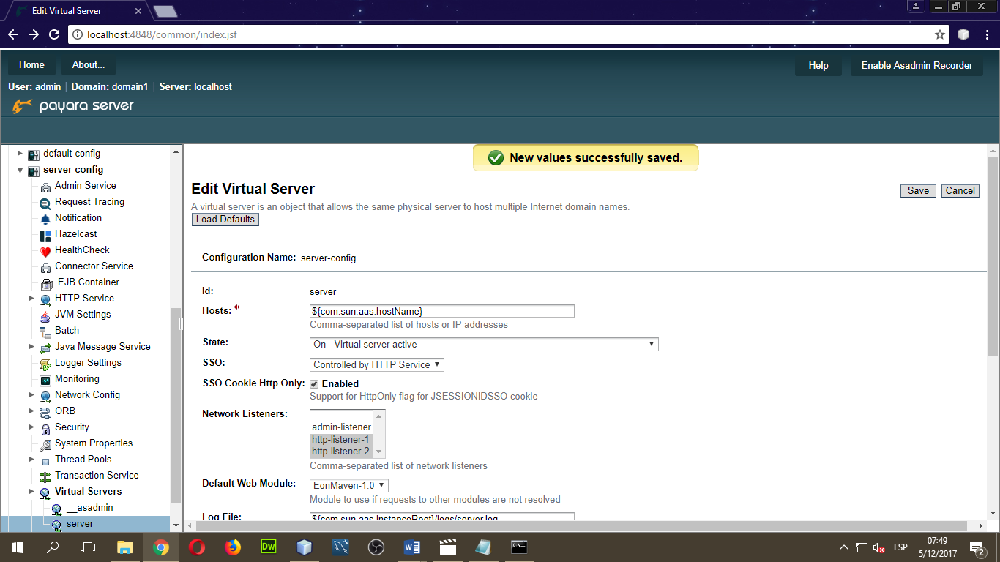 Edit Virtual Server
localhost:4848/common/index.jsf
Home About... Help Enable Asadmin Recorder
User: admin | Domain: domain1 | Server: localhost
payara server
default-config
server-config
Admin Service
Request Tracing
Notification
Hazelcast
HealthCheck
Connector Service
EJB Container
HTTP Service
JVM Settings
Batch
Java Message Service
Logger Settings
Monitoring
Network Config
ORB
Security
System Properties
Thread Pools
Transaction Service
Virtual Servers
__asadmin
server
New values successfully saved.
Edit Virtual Server
Save Cancel
A virtual server is an object that allows the same physical server to host multiple Internet domain names.
Load Defaults
Configuration Name: server-config
Id: server
Hosts: * ${com.sun.aas.hostName}
Comma-separated list of hosts or IP addresses
State: On - Virtual server active
SSO: Controlled by HTTP Service
SSO Cookie Http Only: Enabled
Support for HttpOnly flag for JSESSIONIDSSO cookie
Network Listeners:
admin-listener
http-listener-1
http-listener-2
Comma-separated list of network listeners
Default Web Module: EonMaven-1.0
Module to use if requests to other modules are not resolved
Log File: ${com.sun.aas.instanceRoot}/logs/server.log
Dw
ESP
07:49
5/12/2017
2